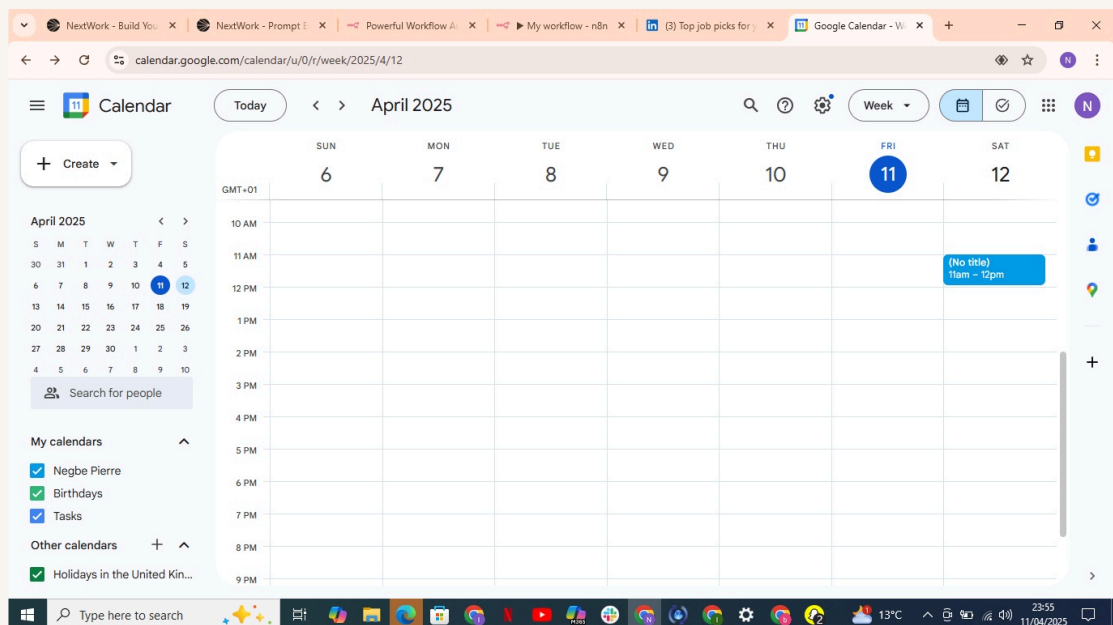 NextWork - Build You
NextWork - Prompt E
Powerful Workflow Au
▶ My workflow - n8n
(3) Top job picks for y
Google Calendar - W
calendar.google.com/calendar/u/0/r/week/2025/4/12
N
11
Calendar
Today
April 2025
Week
N
Create
SUN
MON
TUE
WED
THU
FRI
SAT
6
7
8
9
10
11
12
GMT+01
April 2025
S M T W T F S
30 31 1 2 3 4 5
6 7 8 9 10 11 12
13 14 15 16 17 18 19
20 21 22 23 24 25 26
27 28 29 30 1 2 3
4 5 6 7 8 9 10
Search for people
My calendars
Negbe Pierre
Birthdays
Tasks
Other calendars
Holidays in the United Kin...
10 AM
11 AM
12 PM
1 PM
2 PM
3 PM
4 PM
5 PM
6 PM
7 PM
8 PM
9 PM
(No title)
11am – 12pm
Type here to search
13°C
23:55
11/04/2025